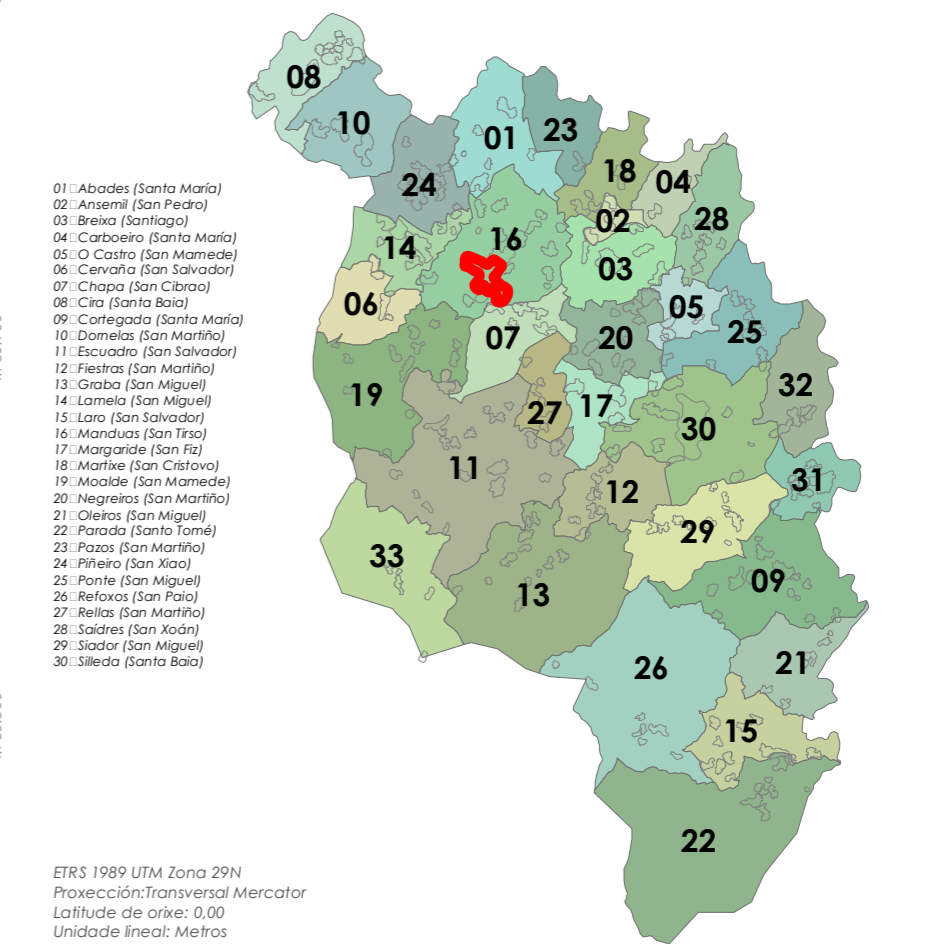 08
10
01
23
18
04
24
28
02
16
14
03
06
05
25
07
20
32
19
27
17
30
11
12
31
29
33
09
13
21
26
15
22
01 Abades (Santa María)
02 Ansemil (San Pedro)
03 Breixa (Santiago)
04 Carboeiro (Santa María)
05 O Castro (San Mamede)
06 Cervaña (San Salvador)
07 Chapa (San Cibrao)
08 Cira (Santa Baia)
09 Cortegada (Santa María)
10 Dornelas (San Martiño)
11 Escuadro (San Salvador)
12 Fiestras (San Martiño)
13 Graba (San Miguel)
14 Lamela (San Miguel)
15 Laro (San Salvador)
16 Manduas (San Tirso)
17 Margaride (San Fiz)
18 Martixe (San Cristovo)
19 Moalde (San Mamede)
20 Negreiros (San Martiño)
21 Oleiros (San Miguel)
22 Parada (Santo Tomé)
23 Pazos (San Martiño)
24 Piñeiro (San Xiao)
25 Ponte (San Miguel)
26 Refoxos (San Paio)
27 Rellas (San Martiño)
28 Saídres (San Xoán)
29 Siador (San Miguel)
30 Silleda (Santa Baia)
ETRS 1989 UTM Zona 29N
Proxección:Transversal Mercator
Latitude de orixe: 0,00
Unidade lineal: Metros